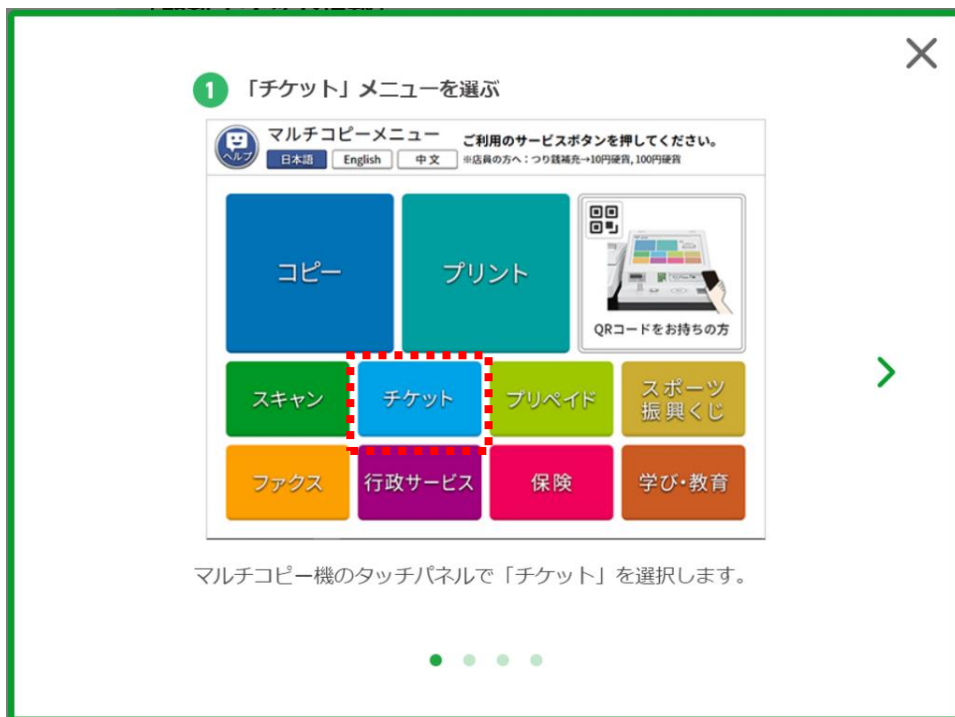 1 「チケット」メニューを選ぶ
ヘルプ
マルチコピーメニュー
日本語 English 中文
ご利用のサービスボタンを押してください。
※店員の方へ：つり銭補充→10円硬貨,100円硬貨
コピー
プリント
QRコードをお持ちの方
スキャン
チケット
プリペイド
スポーツ
振興くじ
ファクス
行政サービス
保険
学び・教育
マルチコピー機のタッチパネルで「チケット」を選択します。